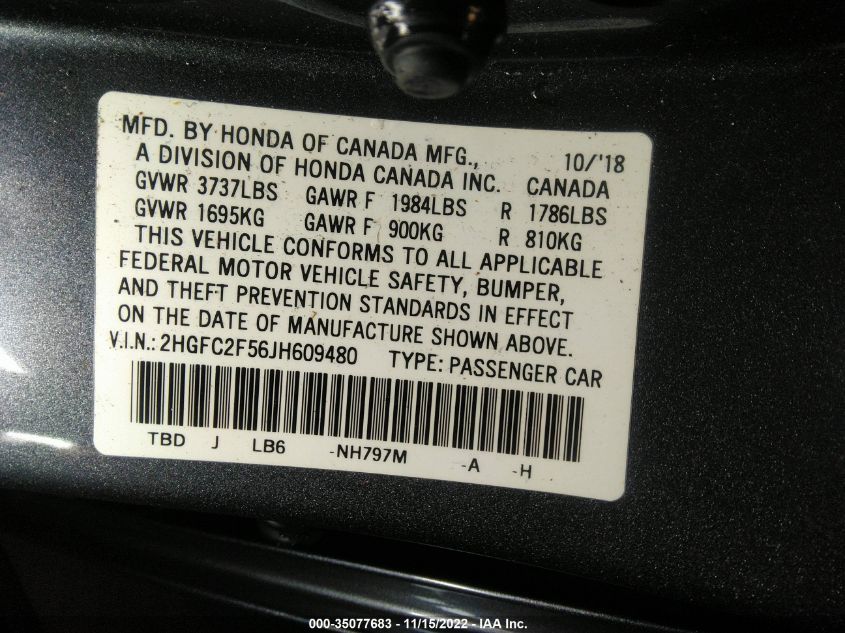 MFD. BY HONDA OF CANADA MFG., 10/'18
A DIVISION OF HONDA CANADA INC. CANADA
GVWR 3737LBS GAWR F 1984LBS R 1786LBS
GVWR 1695KG GAWR F 900KG R 810KG
THIS VEHICLE CONFORMS TO ALL APPLICABLE
FEDERAL MOTOR VEHICLE SAFETY, BUMPER,
AND THEFT PREVENTION STANDARDS IN EFFECT
ON THE DATE OF MANUFACTURE SHOWN ABOVE.
V.I.N.: 2HGFC2F56JH609480 TYPE: PASSENGER CAR
TBD J LB6 -NH797M -A -H
000-35077683 - 11/15/2022 - IAA Inc.